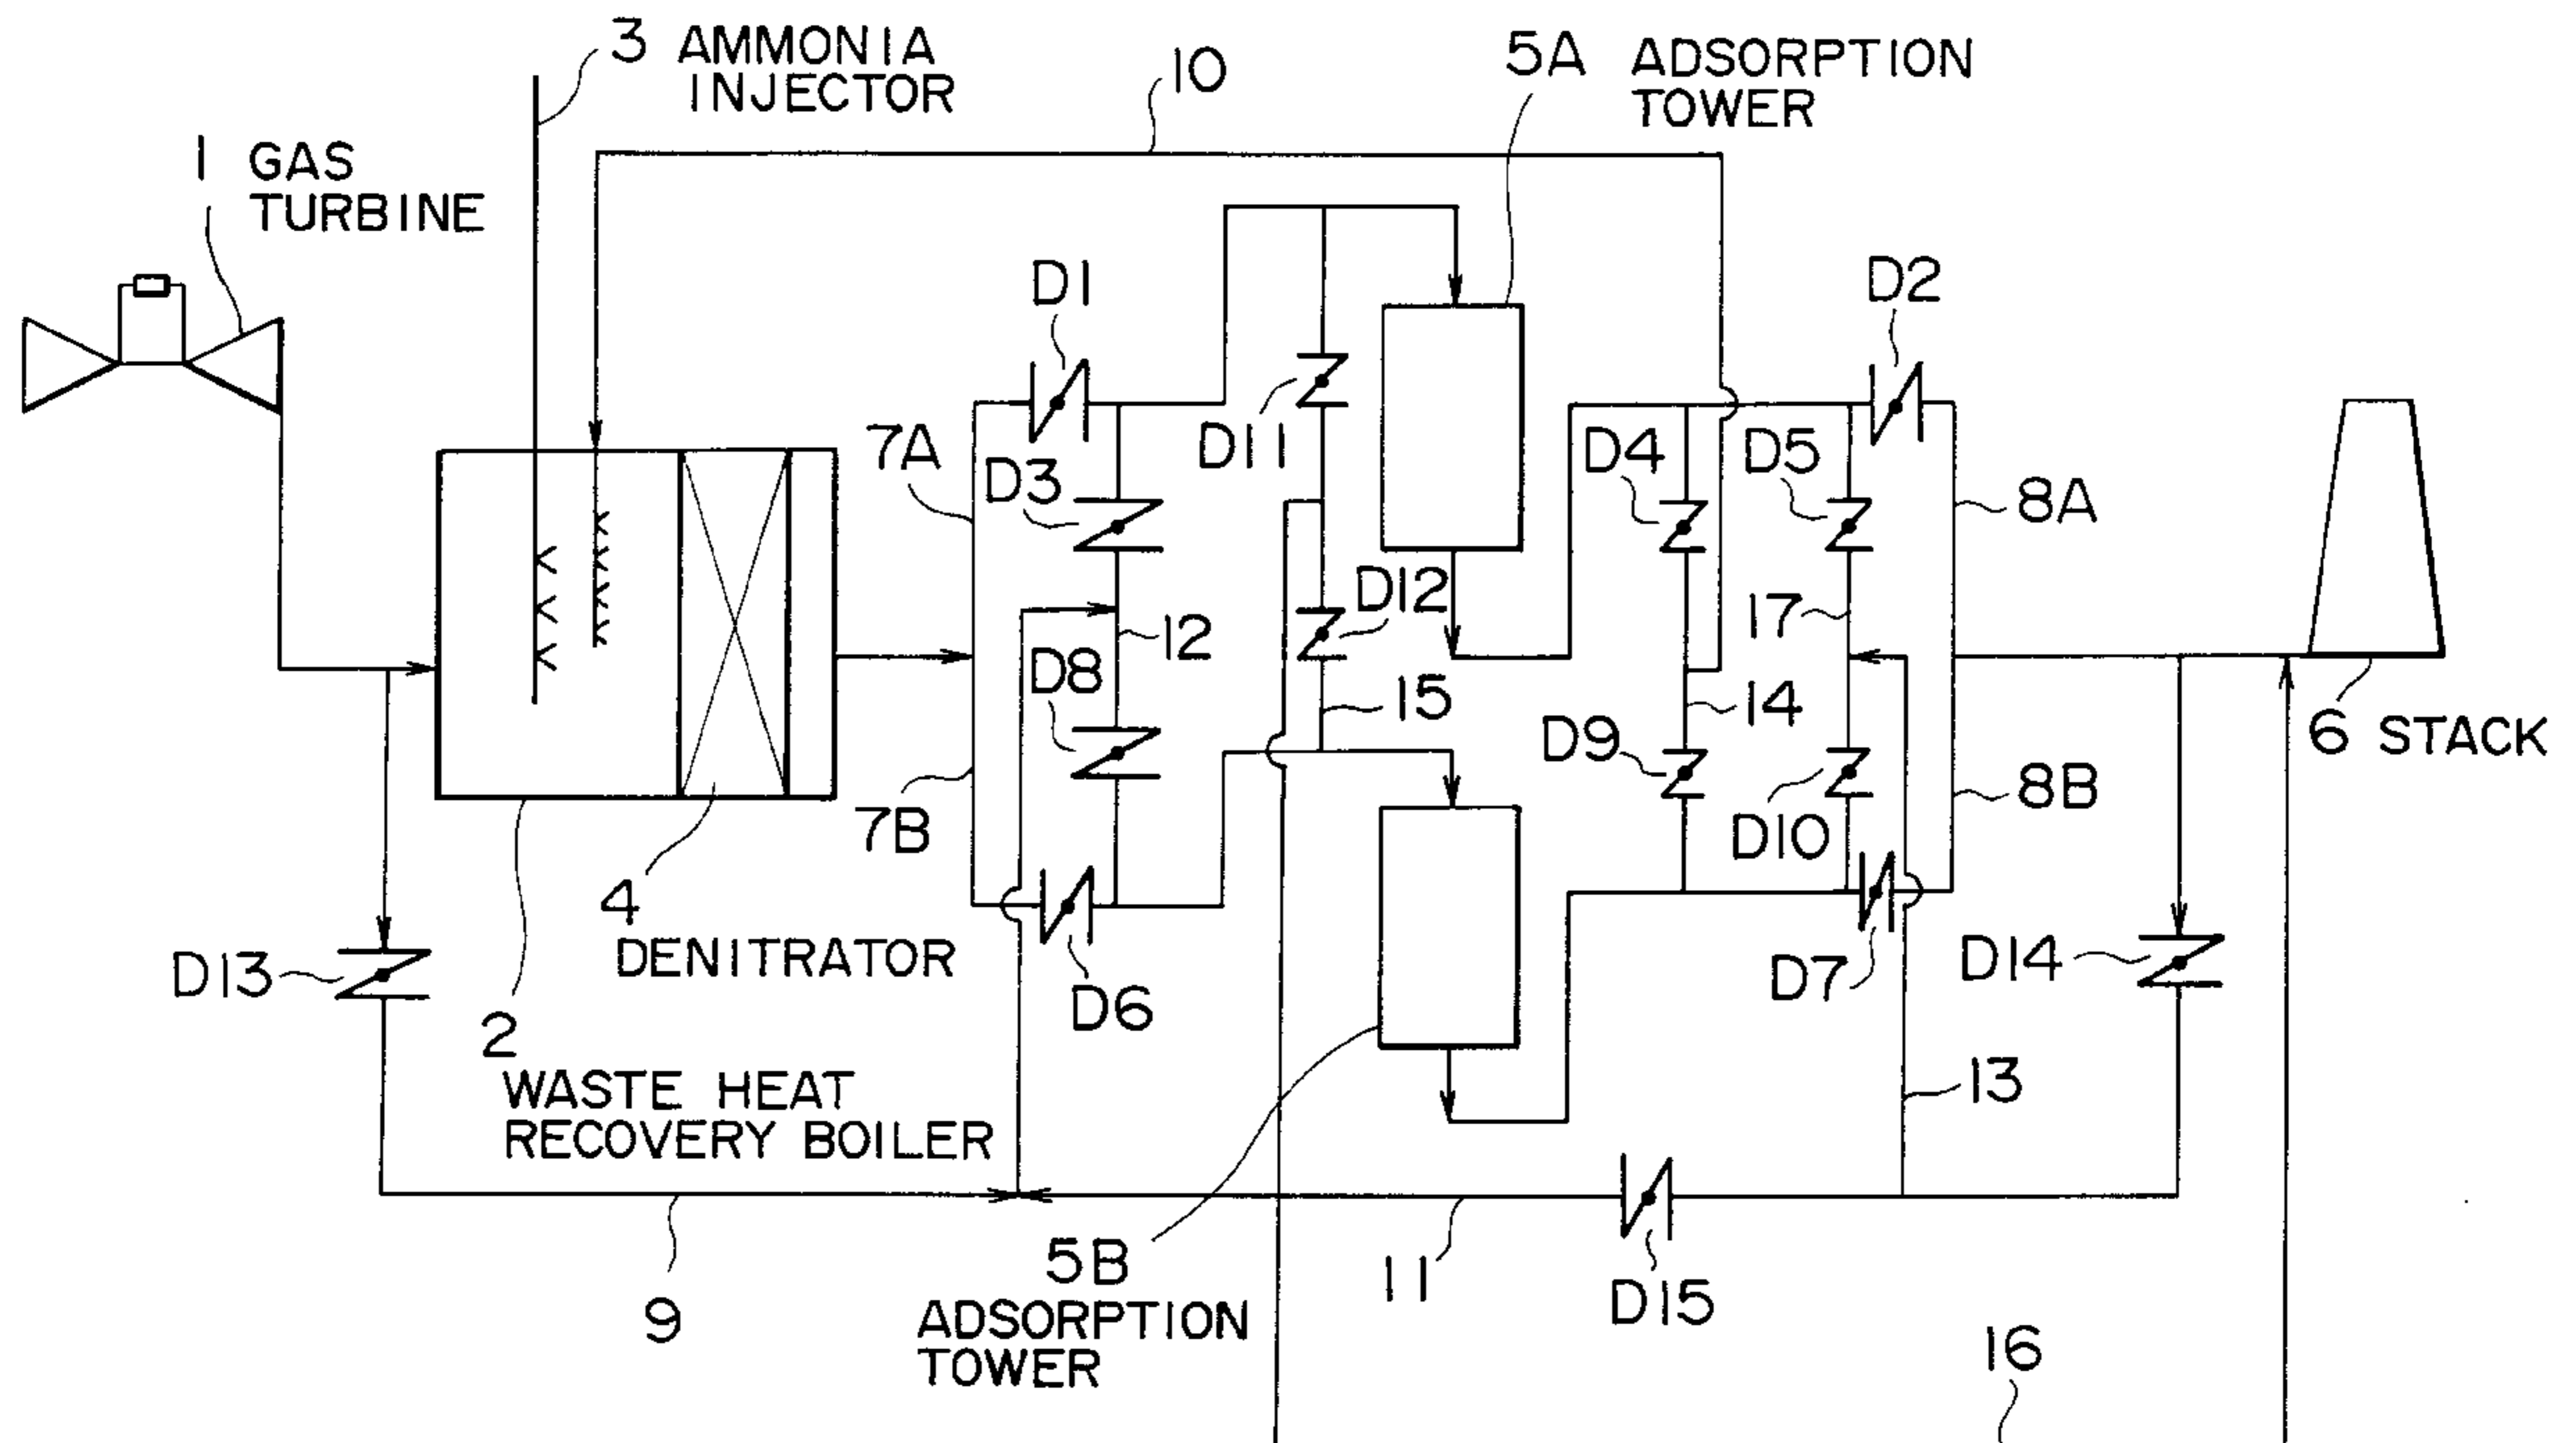 3 AMMONIA
INJECTOR
10
5A ADSORPTION
TOWER
1 GAS
TURBINE
D1
D2
7A
D3
D11
D4
D5
8A
D12
12
17
D8
15
14
D9
6 STACK
7B
D10
8B
4
DENITRATOR
D13
D6
D7
D14
2
WASTE HEAT
RECOVERY BOILER
13
9
5B
ADSORPTION
TOWER
11
D15
16